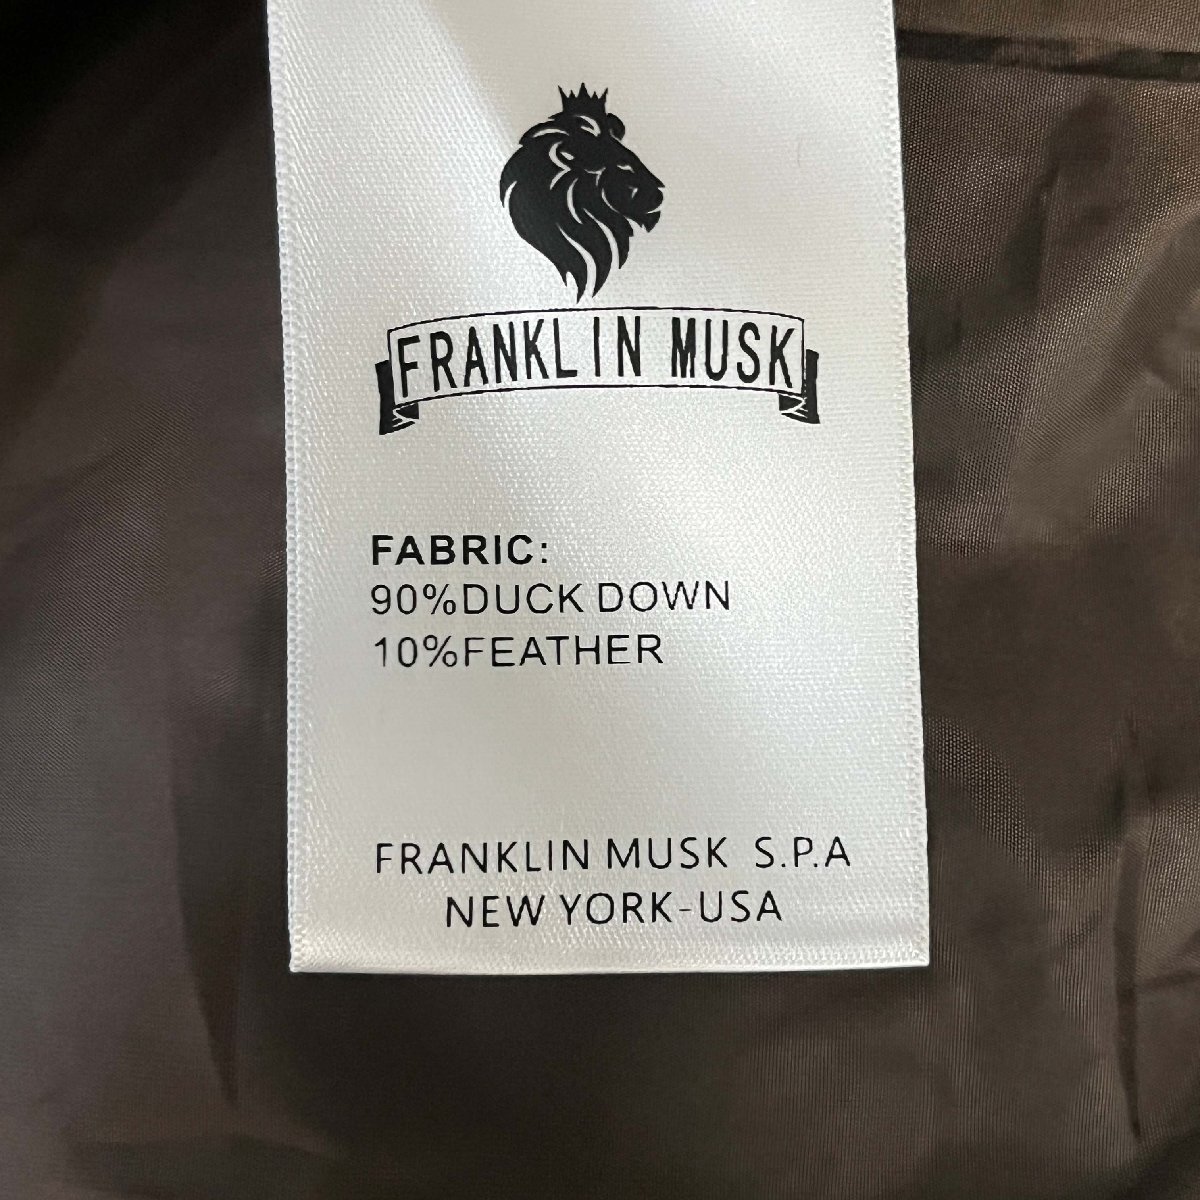 FRANKLIN MUSK
FABRIC:
90%DUCK DOWN
10%FEATHER
FRANKLIN MUSK S.P.A
NEW YORK-USA